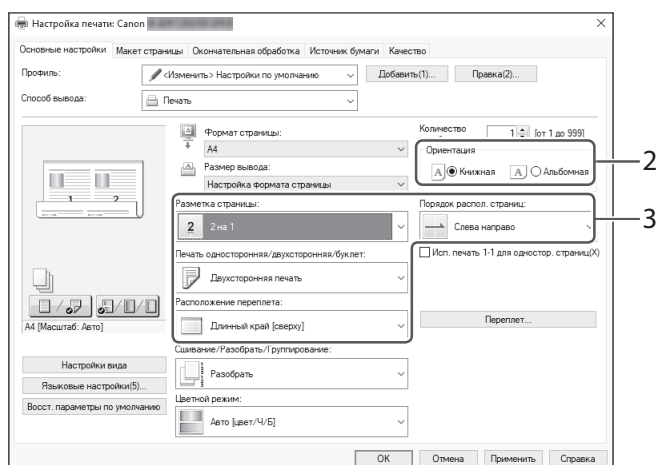 Настройка печати: Canon
Основные настройки Макет страницы Окончательная обработка Источник бумаги Качество
Профиль: <Изменить> Настройки по умолчанию Добавить(1)... Правка(2)...
Способ вывода: Печать
Формат страницы:
A4
Размер вывода:
Настройка формата страницы
Количество 1 [от 1 до 999]
Ориентация
A Книжная A Альбомная
2
1 2
Разметка страницы:
2 2 на 1
Порядок распол. страниц:
Слева направо
3
Печать односторонняя/двухсторонняя/буклет:
Двухсторонняя печать
Исп. печать 1-1 для одностор. страниц(X)
Расположение переплета:
Длинный край [сверху]
Переплет...
A4 [Масштаб: Авто]
Сшивание/Разобрать/Группирование:
Разобрать
Цветной режим:
Авто [цвет/Ч/Б]
Настройки вида
Языковые настройки(5)...
Восст. параметры по умолчанию
OK Отмена Применить Справка